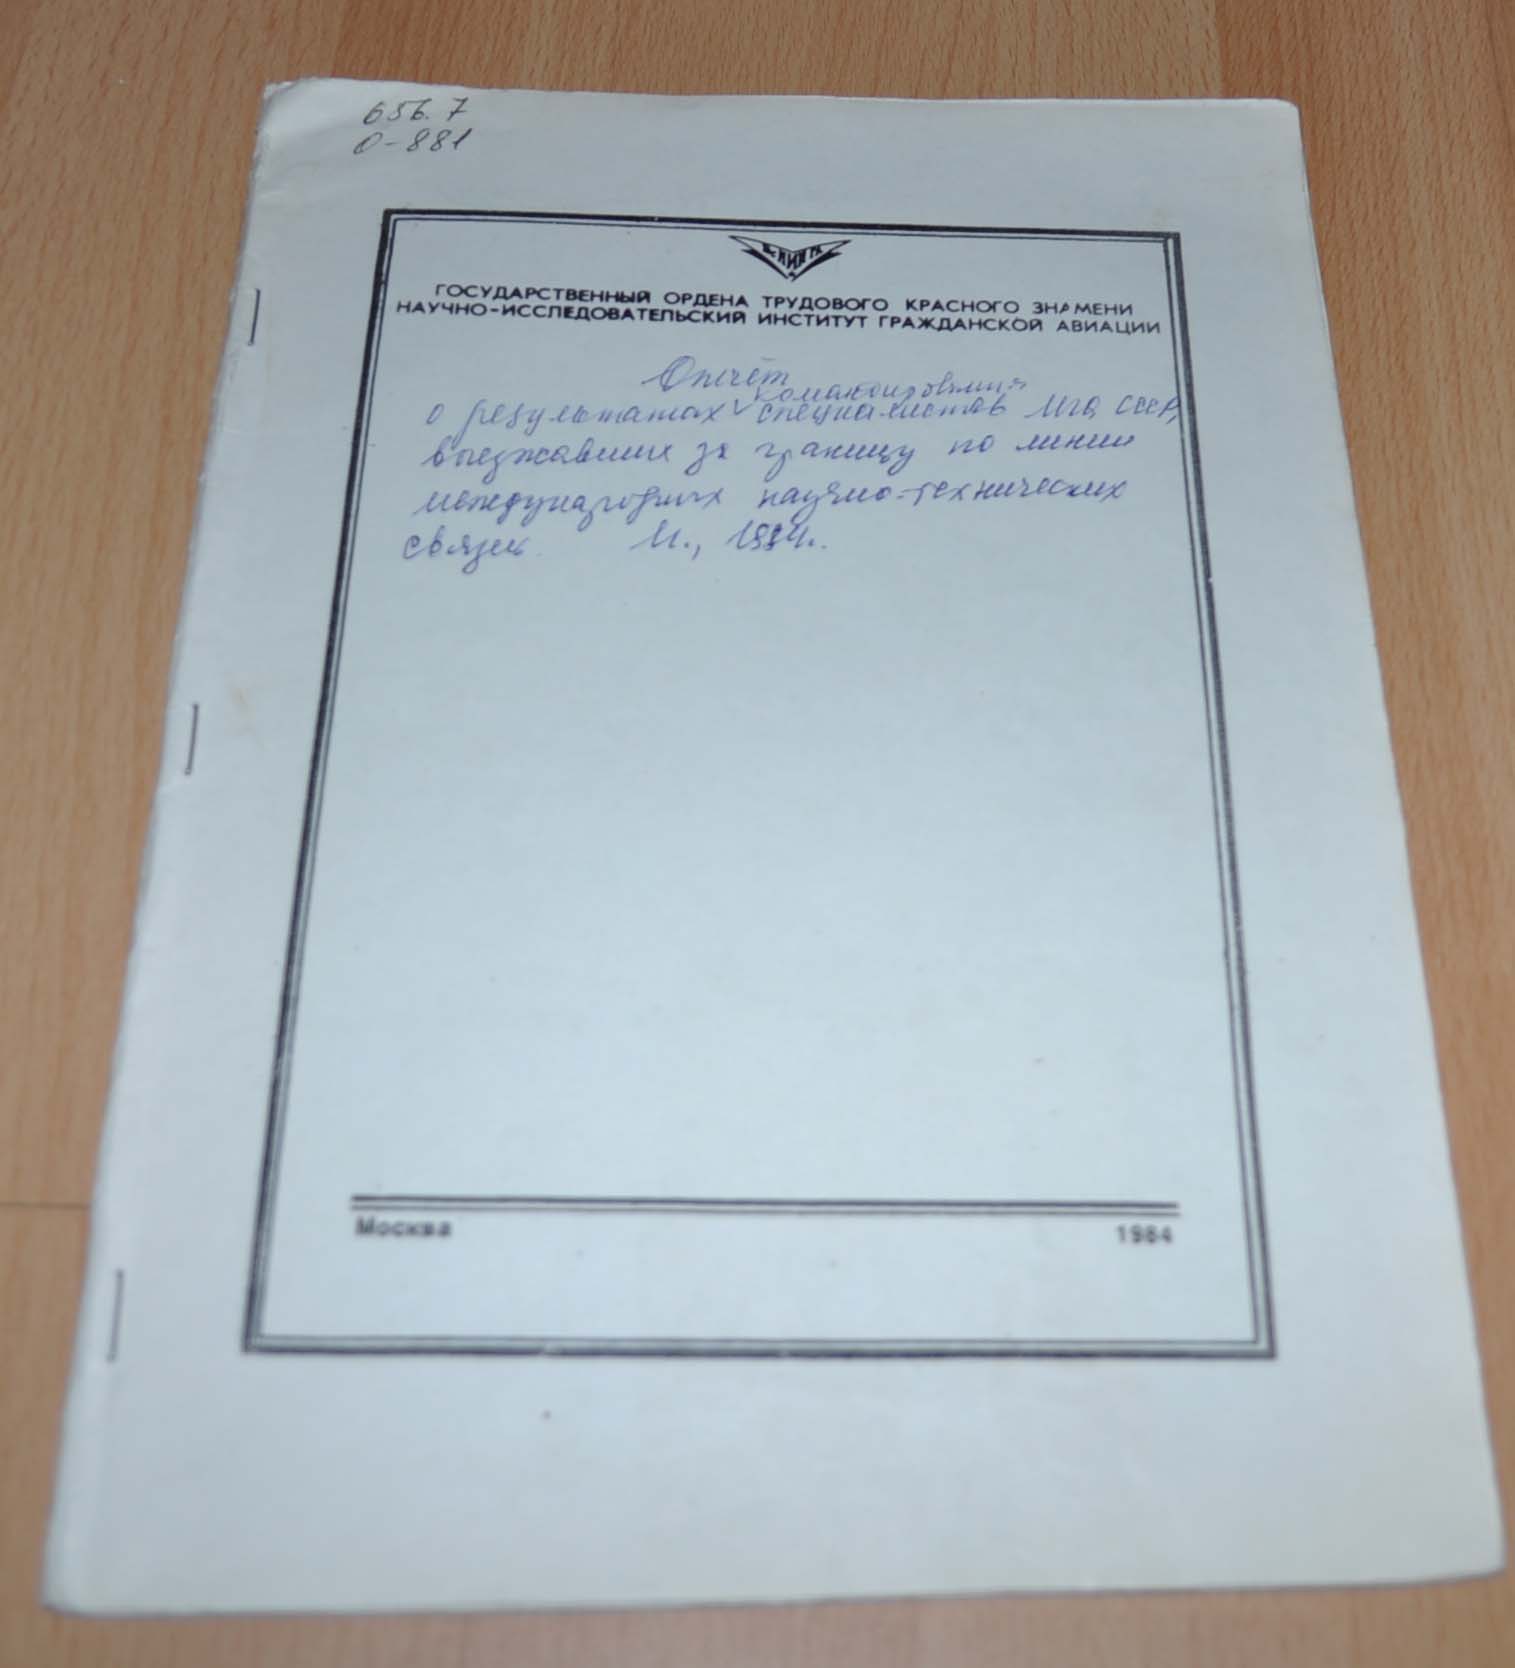 656.7
О-881
ГОСУДАРСТВЕННЫЙ ОРДЕНА ТРУДОВОГО КРАСНОГО ЗНАМЕНИ
НАУЧНО-ИССЛЕДОВАТЕЛЬСКИЙ ИНСТИТУТ ГРАЖДАНСКОЙ АВИАЦИИ
Отчёт
командирования
о результатах специалистов МГА СССР,
выезжавших за границу по линии
международных научно-технических
связей. М., 1984.
Москва 1984